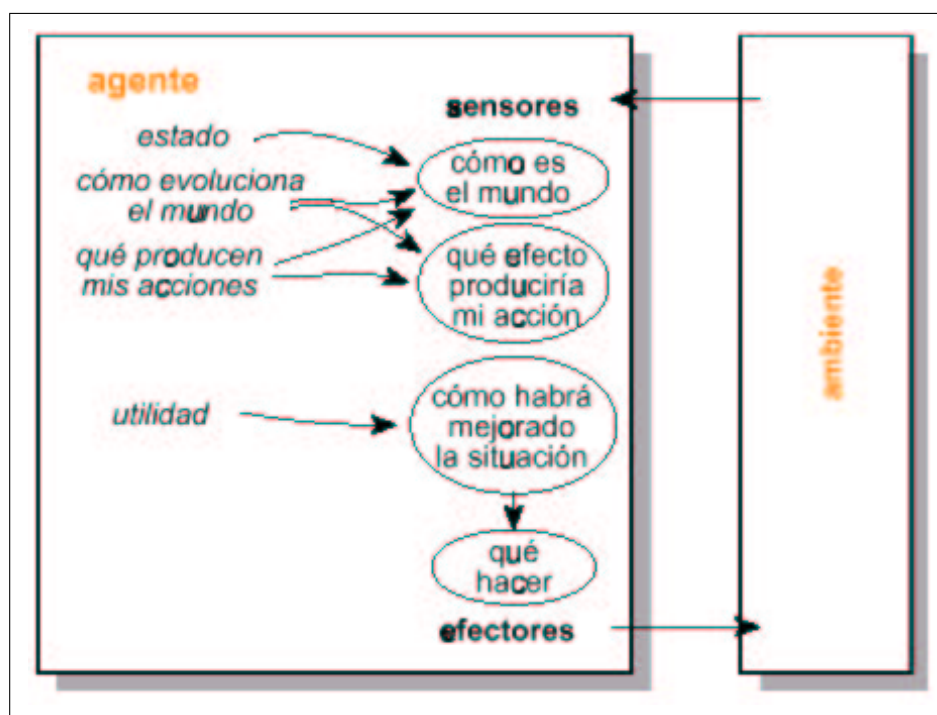 agente
sensores
estado
cómo es
el mundo
cómo evoluciona
el mundo
qué producen
mis acciones
qué efecto
produciría
mi acción
utilidad
cómo habrá
mejorado
la situación
qué
hacer
efectores
ambiente